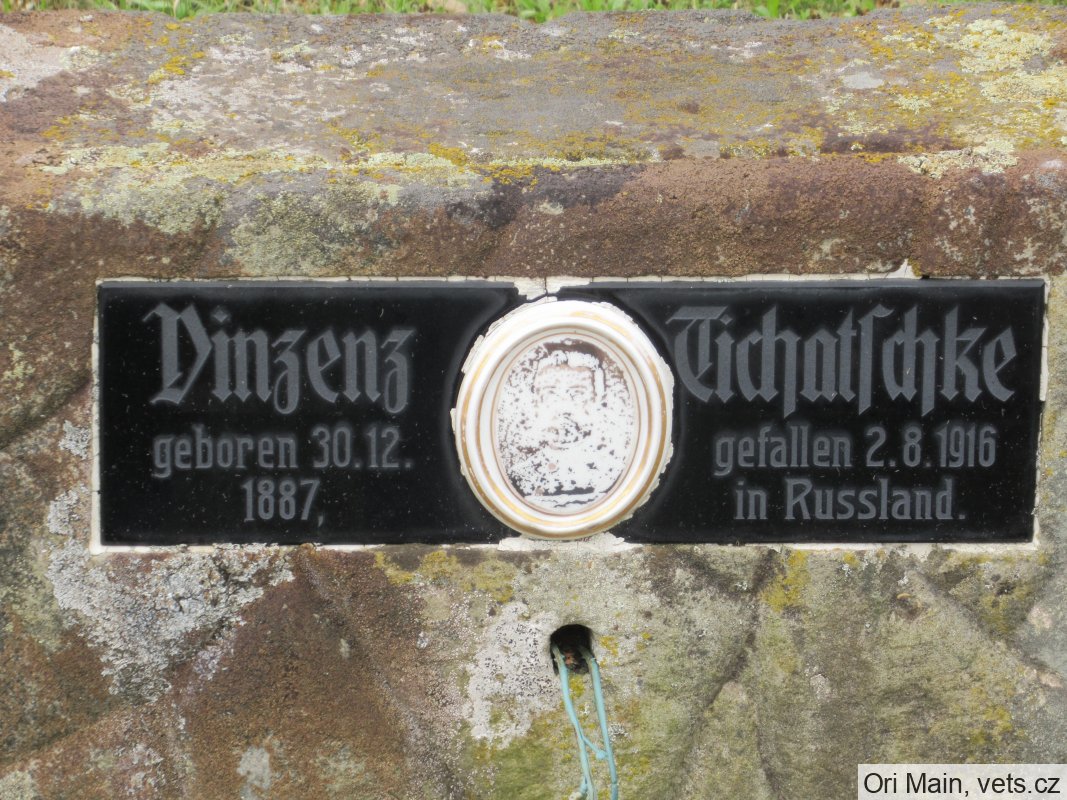 Vinzenz Tichatſchke
geboren 30.12. gefallen 2.8.1916
1887, in Russland.
Ori Main, vets.cz